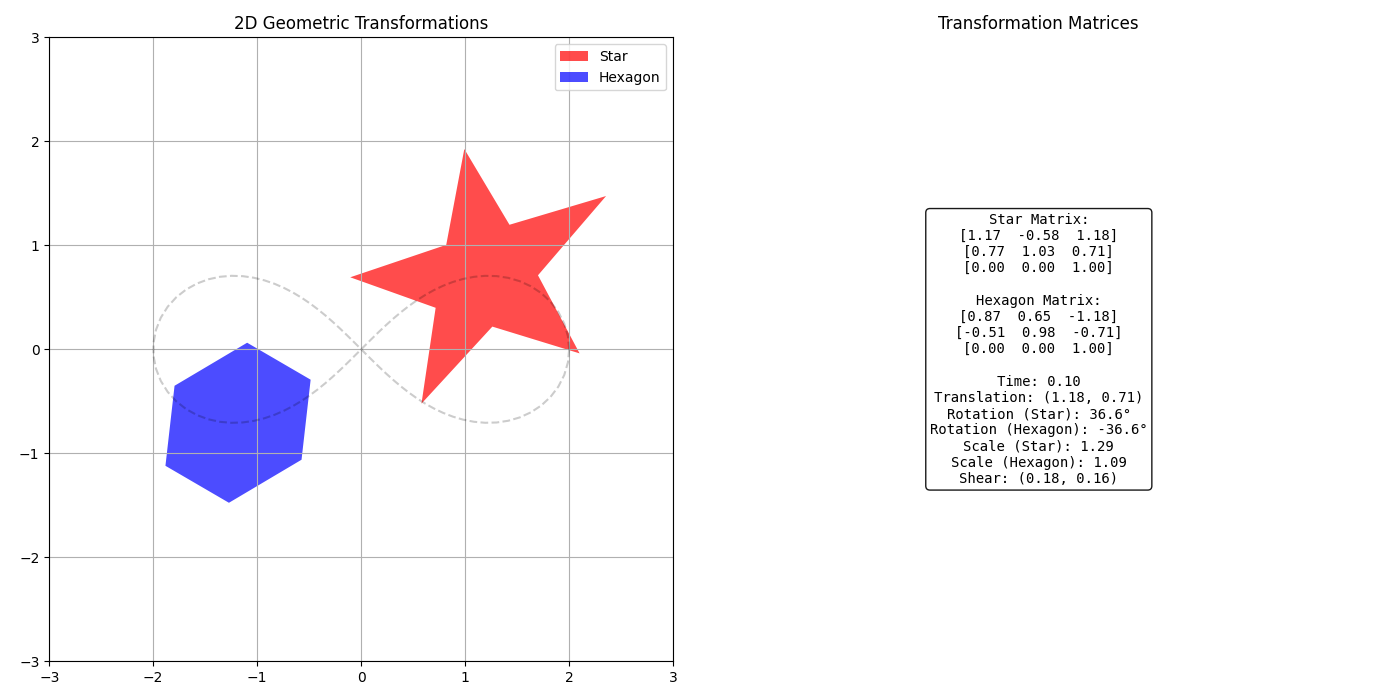 2D Geometric Transformations
3
2
1
0
−1
−2
−3
−3 −2 −1 0 1 2 3
Star
Hexagon
Transformation Matrices
Star Matrix:
[1.17  -0.58  1.18]
[0.77  1.03  0.71]
[0.00  0.00  1.00]
Hexagon Matrix:
[0.87  0.65  -1.18]
[-0.51  0.98  -0.71]
[0.00  0.00  1.00]
Time: 0.10
Translation: (1.18, 0.71)
Rotation (Star): 36.6°
Rotation (Hexagon): -36.6°
Scale (Star): 1.29
Scale (Hexagon): 1.09
Shear: (0.18, 0.16)